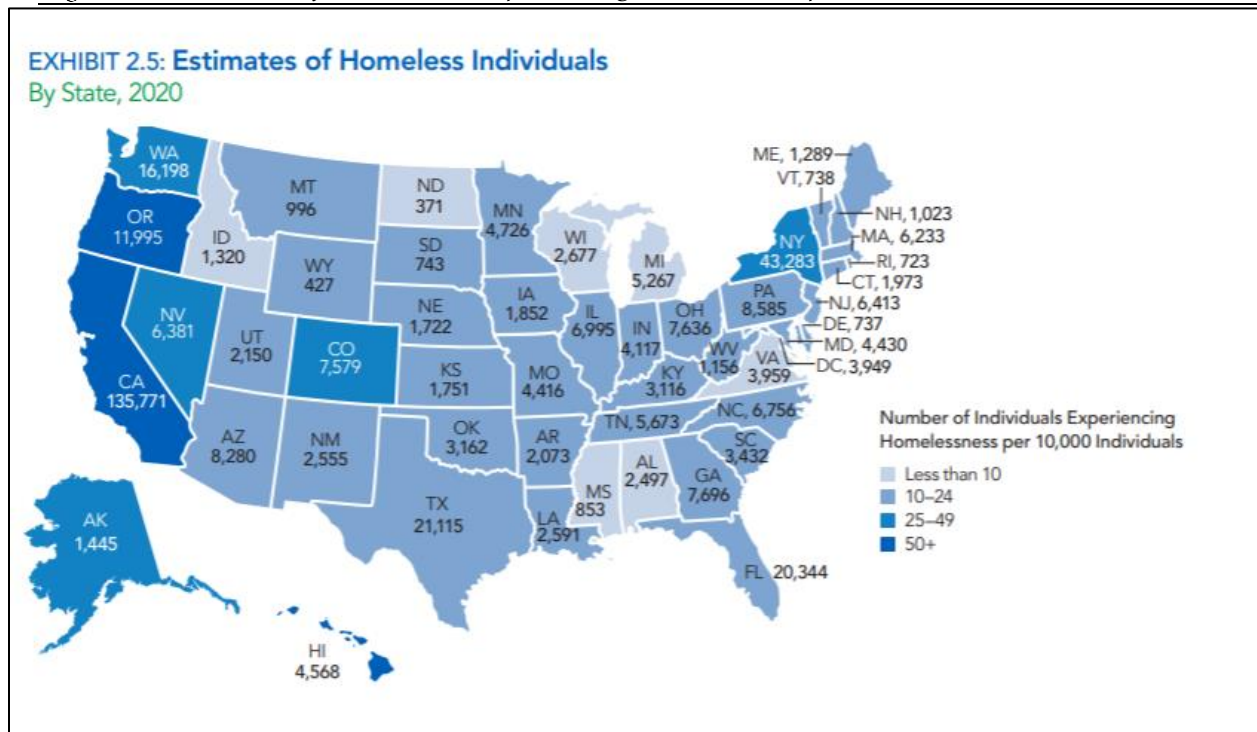 EXHIBIT 2.5: Estimates of Homeless Individuals
By State, 2020
WA
16,198
OR
11,995
CA
135,771
NV
6,381
ID
1,320
MT
996
WY
427
UT
2,150
CO
7,579
AZ
8,280
NM
2,555
ND
371
SD
743
NE
1,722
KS
1,751
OK
3,162
TX
21,115
MN
4,726
IA
1,852
MO
4,416
AR
2,073
LA
2,591
WI
2,677
IL
6,995
MI
5,267
IN
4,117
OH
7,636
KY
3,116
TN, 5,673
MS
853
AL
2,497
GA
7,696
FL 20,344
SC
3,432
NC, 6,756
VA
3,959
WV
1,156
PA
8,585
NY
43,283
ME, 1,289
VT, 738
NH, 1,023
MA, 6,233
RI, 723
CT, 1,973
NJ, 6,413
DE, 737
MD, 4,430
DC, 3,949
AK
1,445
HI
4,568
Number of Individuals Experiencing
Homelessness per 10,000 Individuals
Less than 10
10–24
25–49
50+